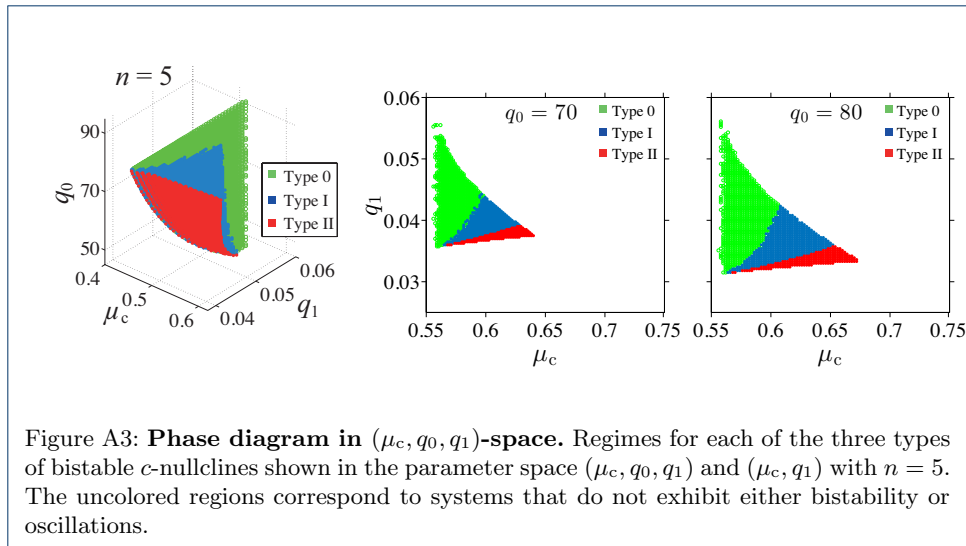 n = 5
90
70
50
q₀
0.4
0.5
0.6
μc
0.04
0.05
0.06
q₁
Type 0
Type I
Type II
0.06
0.05
0.04
0.03
q₁
q₀ = 70
Type 0
Type I
Type II
0.55 0.6 0.65 0.7 0.75
μc
q₀ = 80
Type 0
Type I
Type II
0.55 0.6 0.65 0.7 0.75
μc
Figure A3: Phase diagram in (μc, q₀, q₁)-space. Regimes for each of the three types
of bistable c-nullclines shown in the parameter space (μc, q₀, q₁) and (μc, q₁) with n = 5.
The uncolored regions correspond to systems that do not exhibit either bistability or
oscillations.